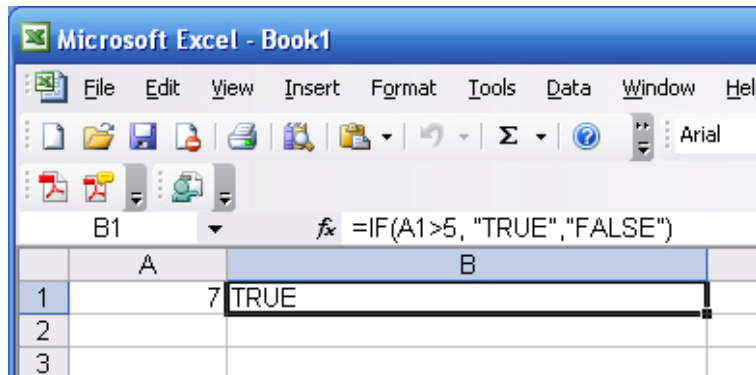 Microsoft Excel - Book1
File Edit View Insert Format Tools Data Window Hel
Σ ? Arial
B1 fx =IF(A1>5, "TRUE","FALSE")
A B
1 7 TRUE
2
3